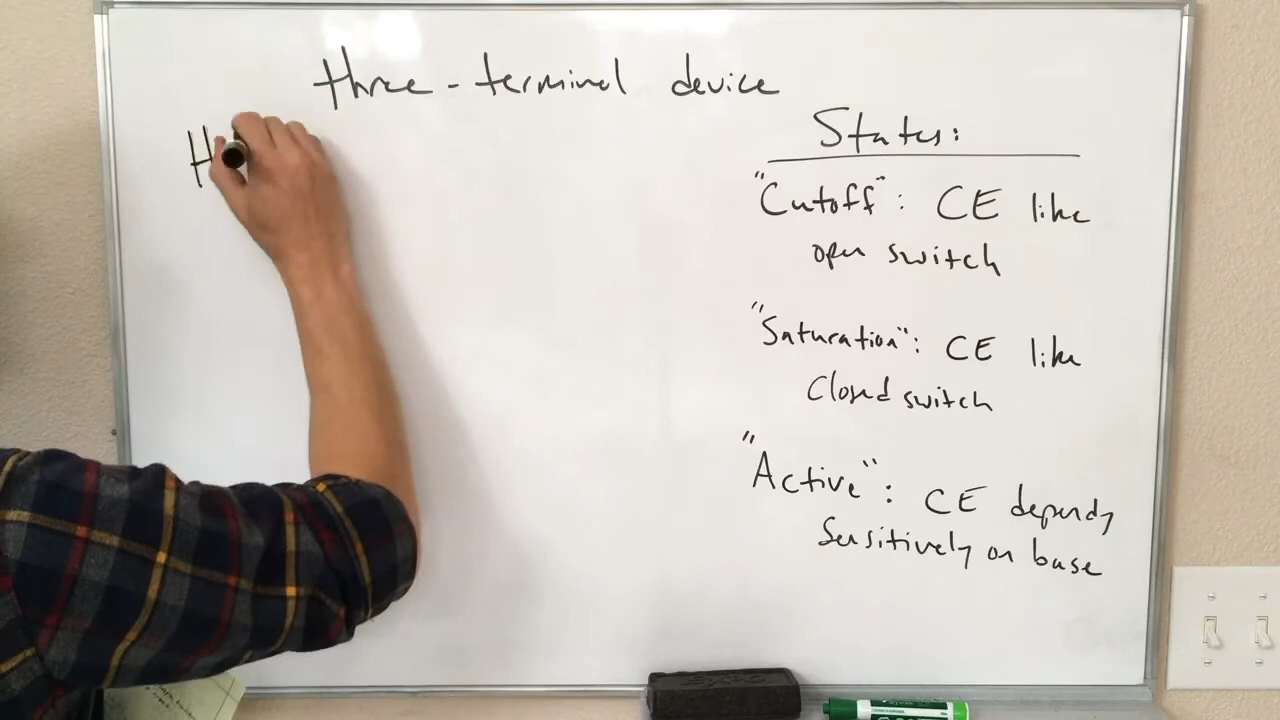 three-terminal device
H
States:
"Cutoff": CE like
open switch
"Saturation": CE like
Closed switch
"Active": CE depends
Sensitively on base